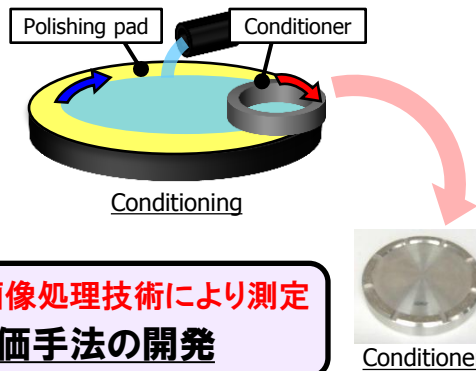 Polishing pad
Conditioner
Conditioning
画像処理技術により測定
価手法の開発
Conditione